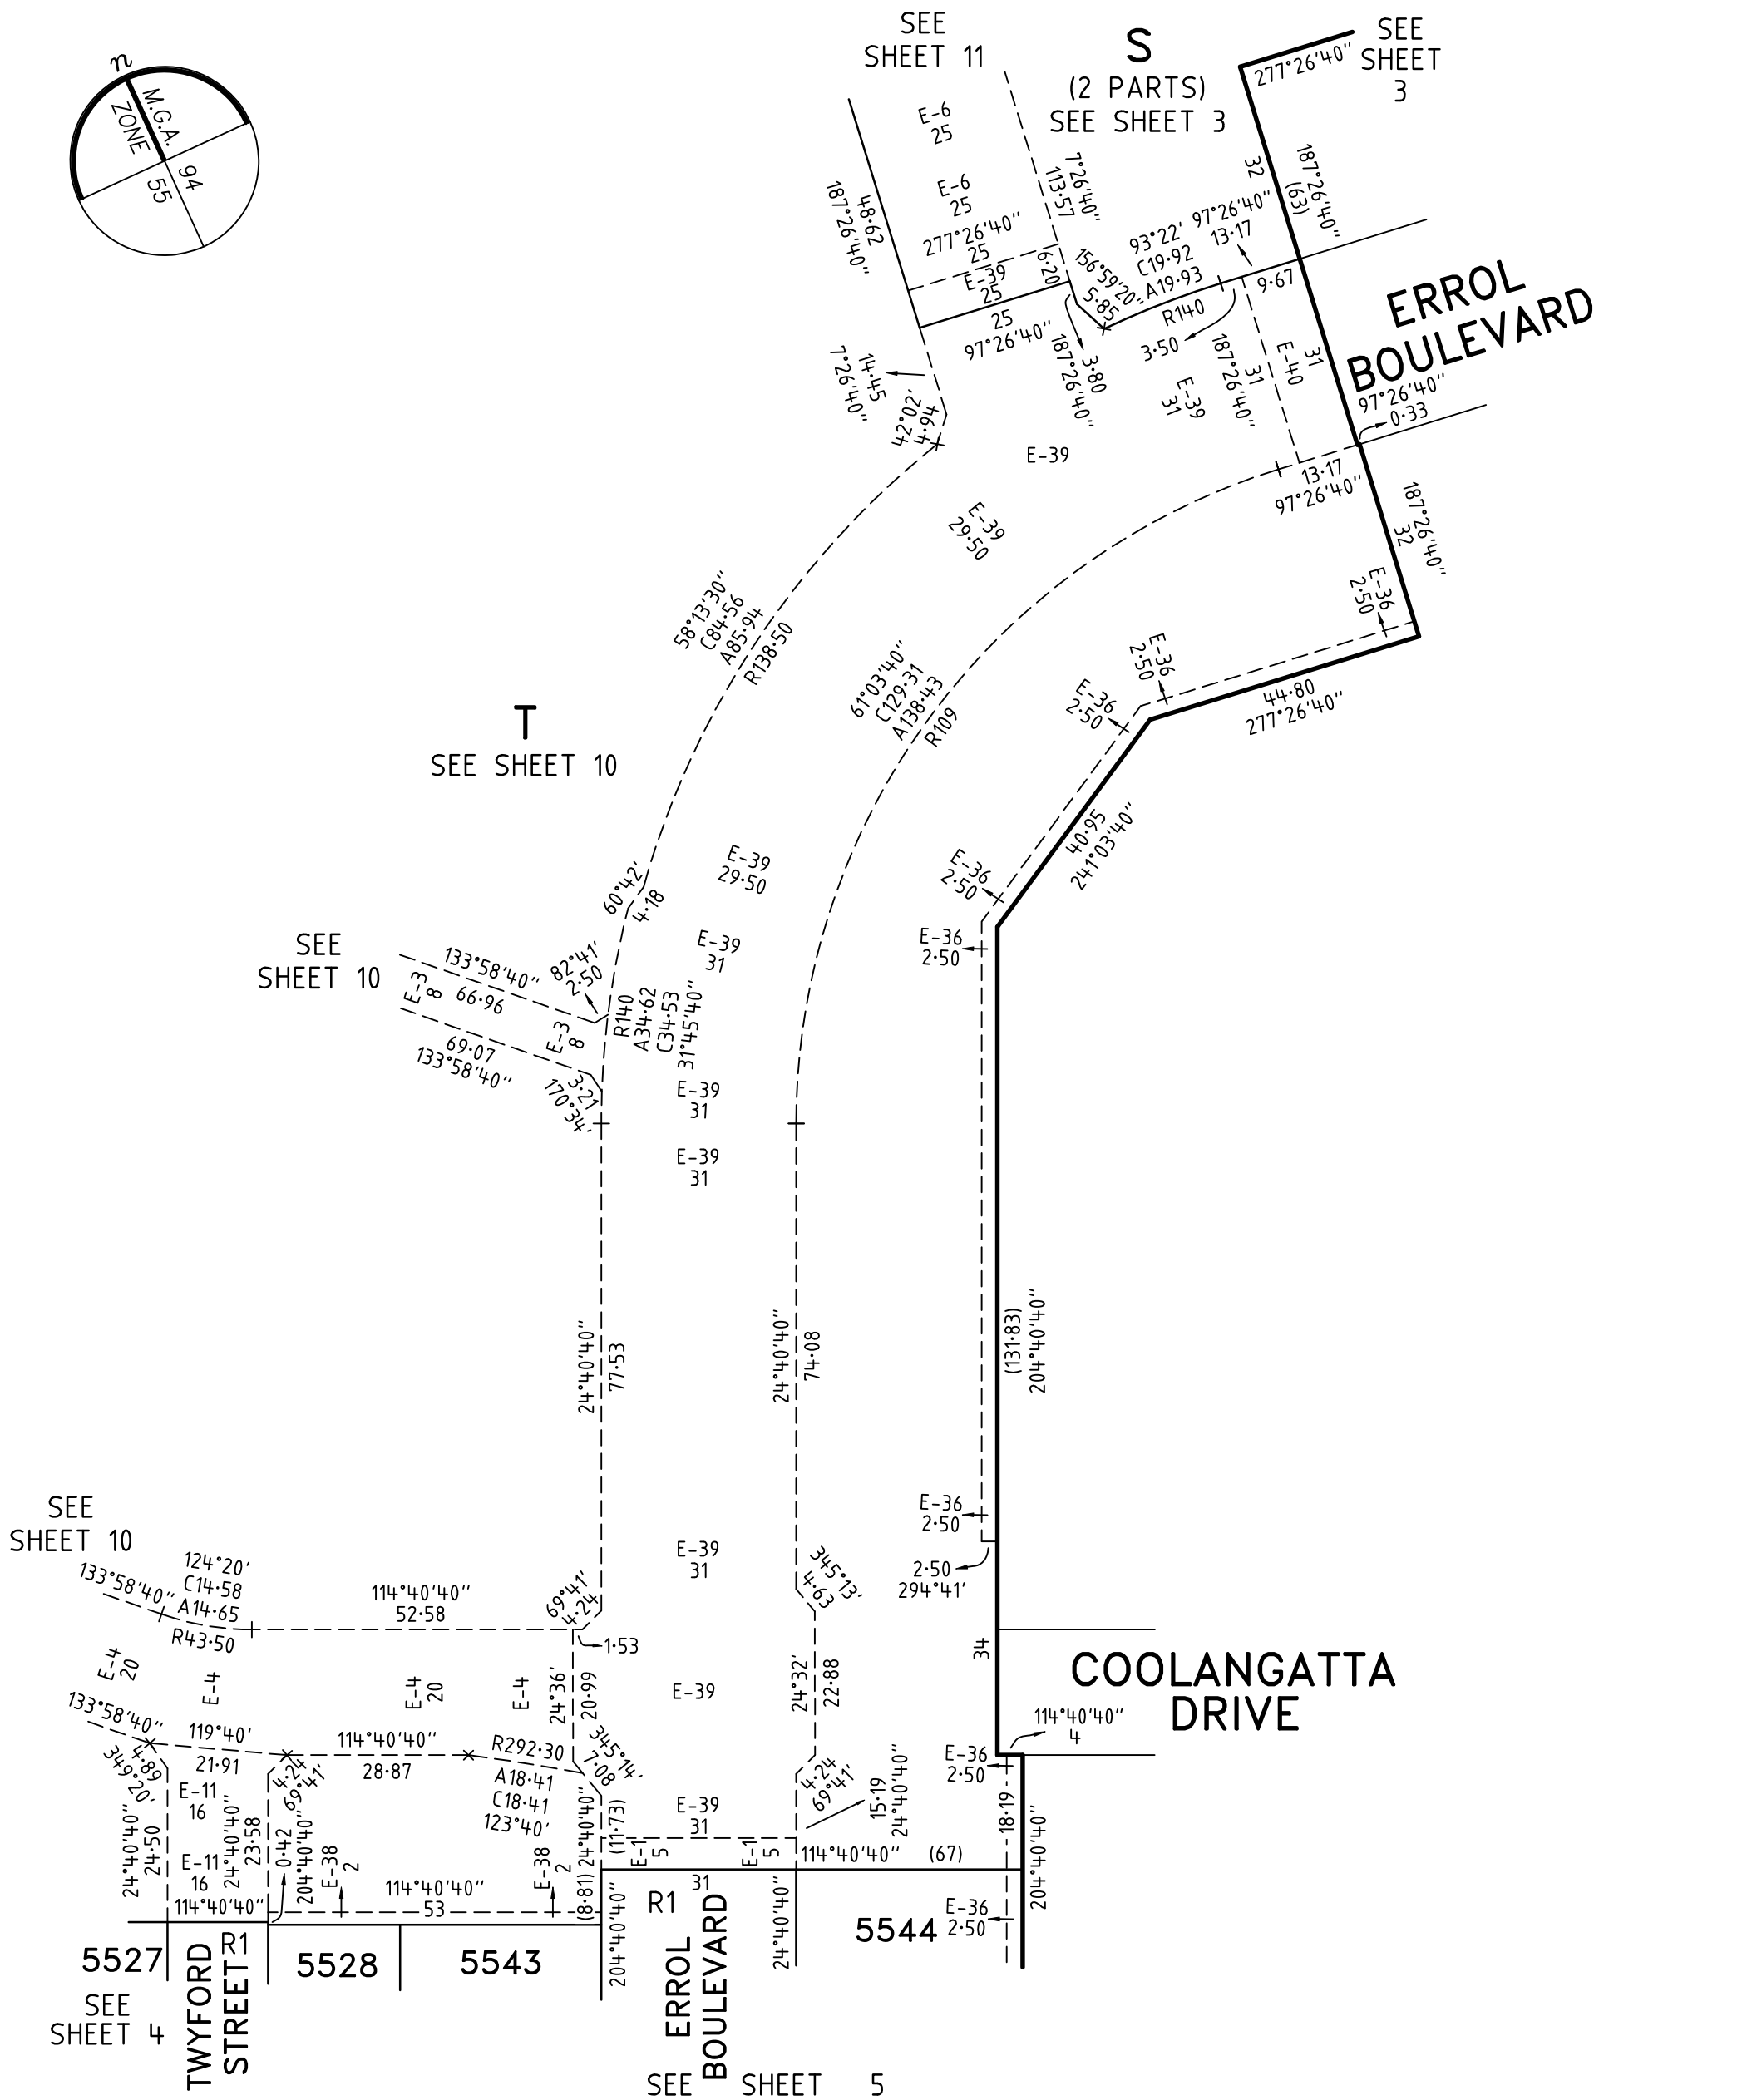 n
M.G.A.
ZONE
94
55
SEE
SHEET 11
S
(2 PARTS)
SEE SHEET 3
277°26'40"
SEE
SHEET
3
E-6
25
E-6
25
277°26'40"
25
E-39
25
25
97°26'40"
48·62
187°26'40"
7°26'40"
113·57
6·20
156°59'20"
5·85
93°22'
C19·92
A19·93
R140
97°26'40"
13·17
9·67
32
187°26'40"
(63)
3·50
3·80
187°26'40"
187°26'40"
31
E-39
31
E-40
31
ERROL
BOULEVARD
97°26'40"
0·33
14·45
7°26'40"
42°02'
4·94
E-39
13·17
97°26'40"
187°26'40"
32
E-39
29·50
E-36
2·50
E-36
2·50
E-36
2·50
44·80
277°26'40"
58°13'30"
C84·56
A85·94
R138·50
61°03'40"
C129·31
A138·43
R109
T
SEE SHEET 10
40·95
241°03'40"
E-39
29·50
E-36
2·50
60°42'
4·18
E-39
31
E-36
2·50
SEE
SHEET 10
133°58'40"
66·96
82°41'
2·50
E-3
8
E-3
8
R140
A34·62
C34·53
31°45'40"
69·07
133°58'40"
3·21
170°34'
E-39
31
E-39
31
24°40'40"
77·53
24°40'40"
74·08
(131·83)
204°40'40"
SEE
SHEET 10
133°58'40"
124°20'
C14·58
A14·65
R43·50
114°40'40"
52·58
69°41'
4·24
E-39
31
345°13'
4·63
E-36
2·50
2·50
294°41'
1·53
E-4
20
E-4
E-4
20
E-4
24°36'
20·99
E-39
24°32'
22·88
34
COOLANGATTA
DRIVE
114°40'40"
4
133°58'40"
119°40'
21·91
114°40'40"
28·87
R292·30
A18·41
C18·41
123°40'
345°14'
7·08
4·89
349°20'
4·24
69°41'
4·24
69°41'
15·19
24°40'40"
E-36
2·50
18·19
204°40'40"
E-11
16
E-11
16
24°40'40"
24·50
24°40'40"
23·58
0·42
204°40'40"
E-38
2
E-38
2
24°40'40"
(8·81)
(11·73)
E-39
31
E-1
5
E-1
5
114°40'40"
(67)
114°40'40"
114°40'40"
53
31
204°40'40"
R1
24°40'40"
E-36
2·50
5527
R1
TWYFORD
STREET
5528
5543
ERROL
BOULEVARD
5544
SEE
SHEET 4
SEE SHEET 5